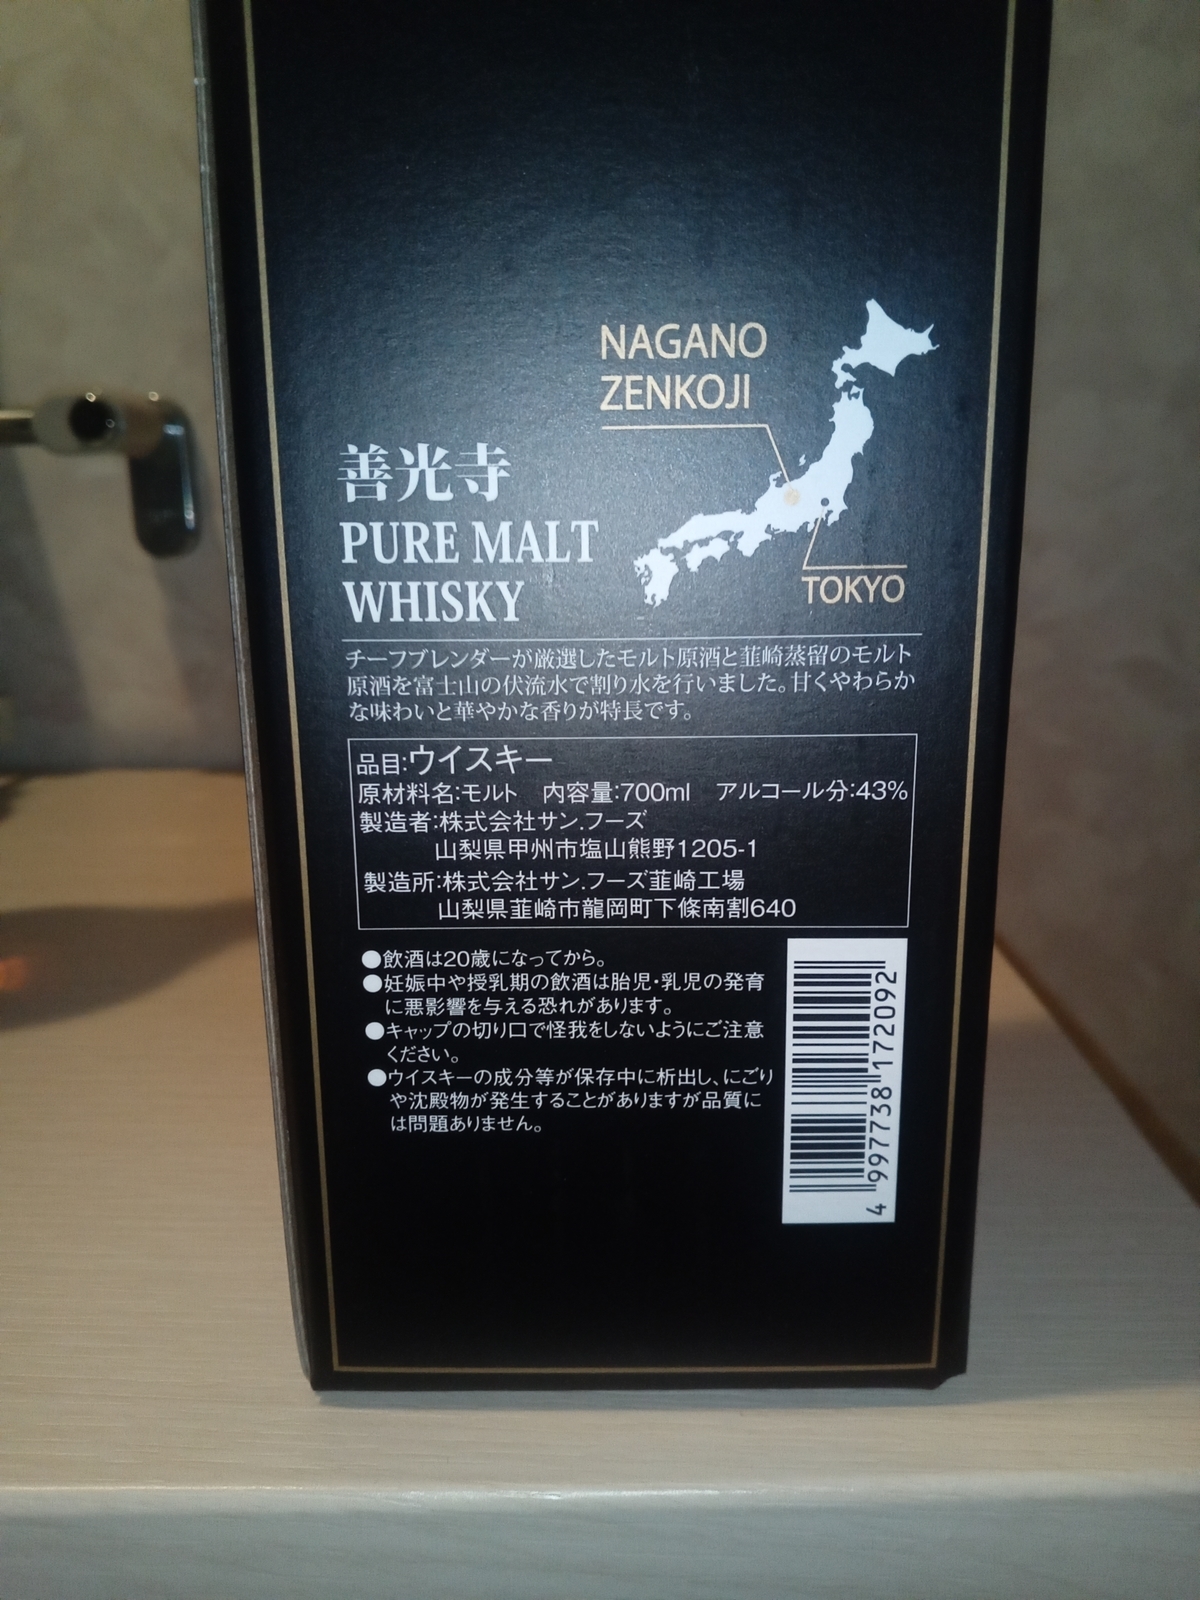 NAGANO
ZENKOJI
善光寺
PURE MALT
WHISKY
TOKYO
チーフブレンダーが厳選したモルト原酒と韮崎蒸留のモルト
原酒を富士山の伏流水で割り水を行いました。甘くやわらか
な味わいと華やかな香りが特長です。
品目:ウイスキー
原材料名:モルト 内容量:700ml アルコール分:43%
製造者:株式会社サン.フーズ
山梨県甲州市塩山熊野1205-1
製造所:株式会社サン.フーズ韮崎工場
山梨県韮崎市龍岡町下條南割640
●飲酒は20歳になってから。
●妊娠中や授乳期の飲酒は胎児・乳児の発育
に悪影響を与える恐れがあります。
●キャップの切り口で怪我をしないようにご注意
ください。
●ウイスキーの成分等が保存中に析出し、にごり
や沈殿物が発生することがありますが品質に
は問題ありません。
4 997738 172092